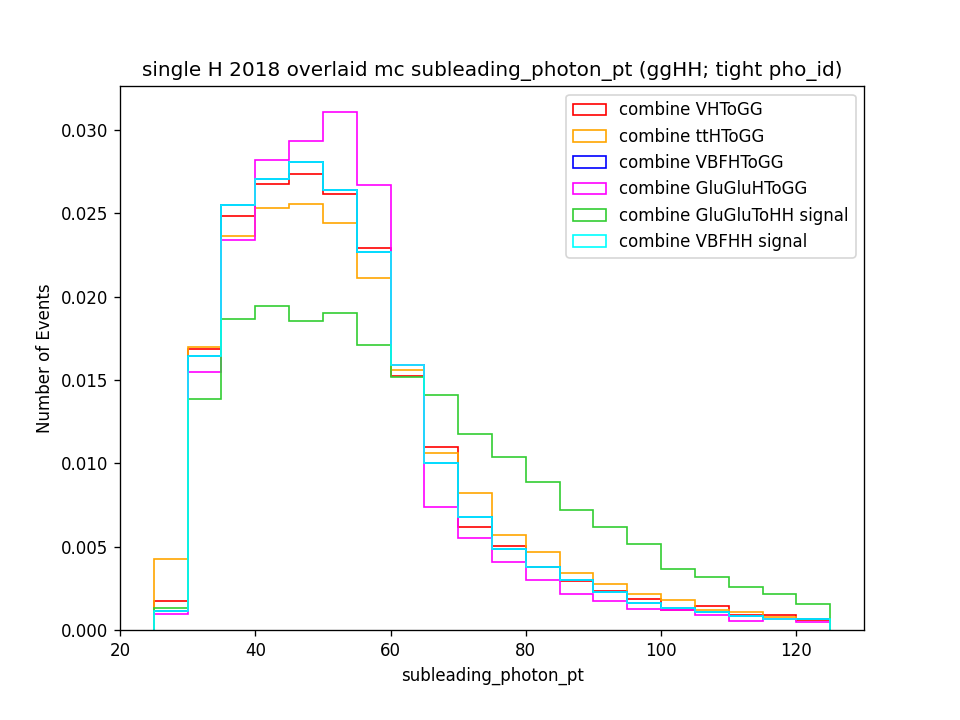 single H 2018 overlaid mc subleading_photon_pt (ggHH; tight pho_id)
combine VHToGG
combine ttHToGG
combine VBFHToGG
combine GluGluHToGG
combine GluGluToHH signal
combine VBFHH signal
Number of Events
0.030
0.025
0.020
0.015
0.010
0.005
0.000
20 40 60 80 100 120
subleading_photon_pt